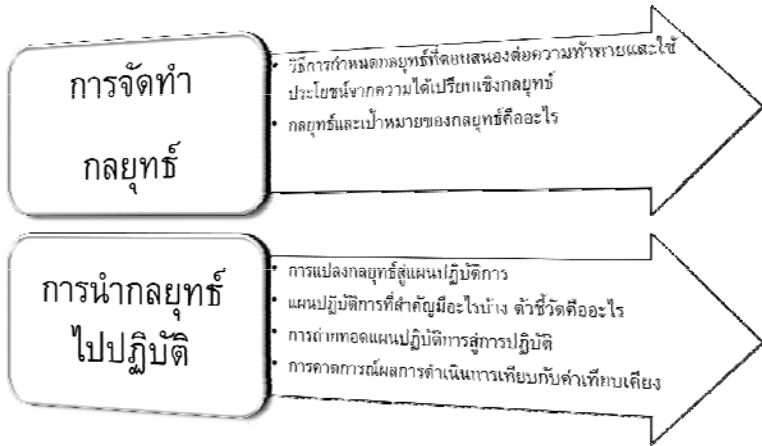 การจัดทำ
กลยุทธ์
• วิธีการกำหนดกลยุทธ์ที่ตอบสนองต่อความท้าทายและใช้
ประโยชน์จากความได้เปรียบเชิงกลยุทธ์
• กลยุทธ์และเป้าหมายของกลยุทธ์คืออะไร
การนำกลยุทธ์
ไปปฏิบัติ
• การแปลงกลยุทธ์สู่แผนปฏิบัติการ
• แผนปฏิบัติการที่สำคัญมีอะไรบ้าง ตัวชี้วัดคืออะไร
• การถ่ายทอดแผนปฏิบัติการสู่การปฏิบัติ
• การคาดการณ์ผลการดำเนินการเทียบกับค่าเทียบเคียง